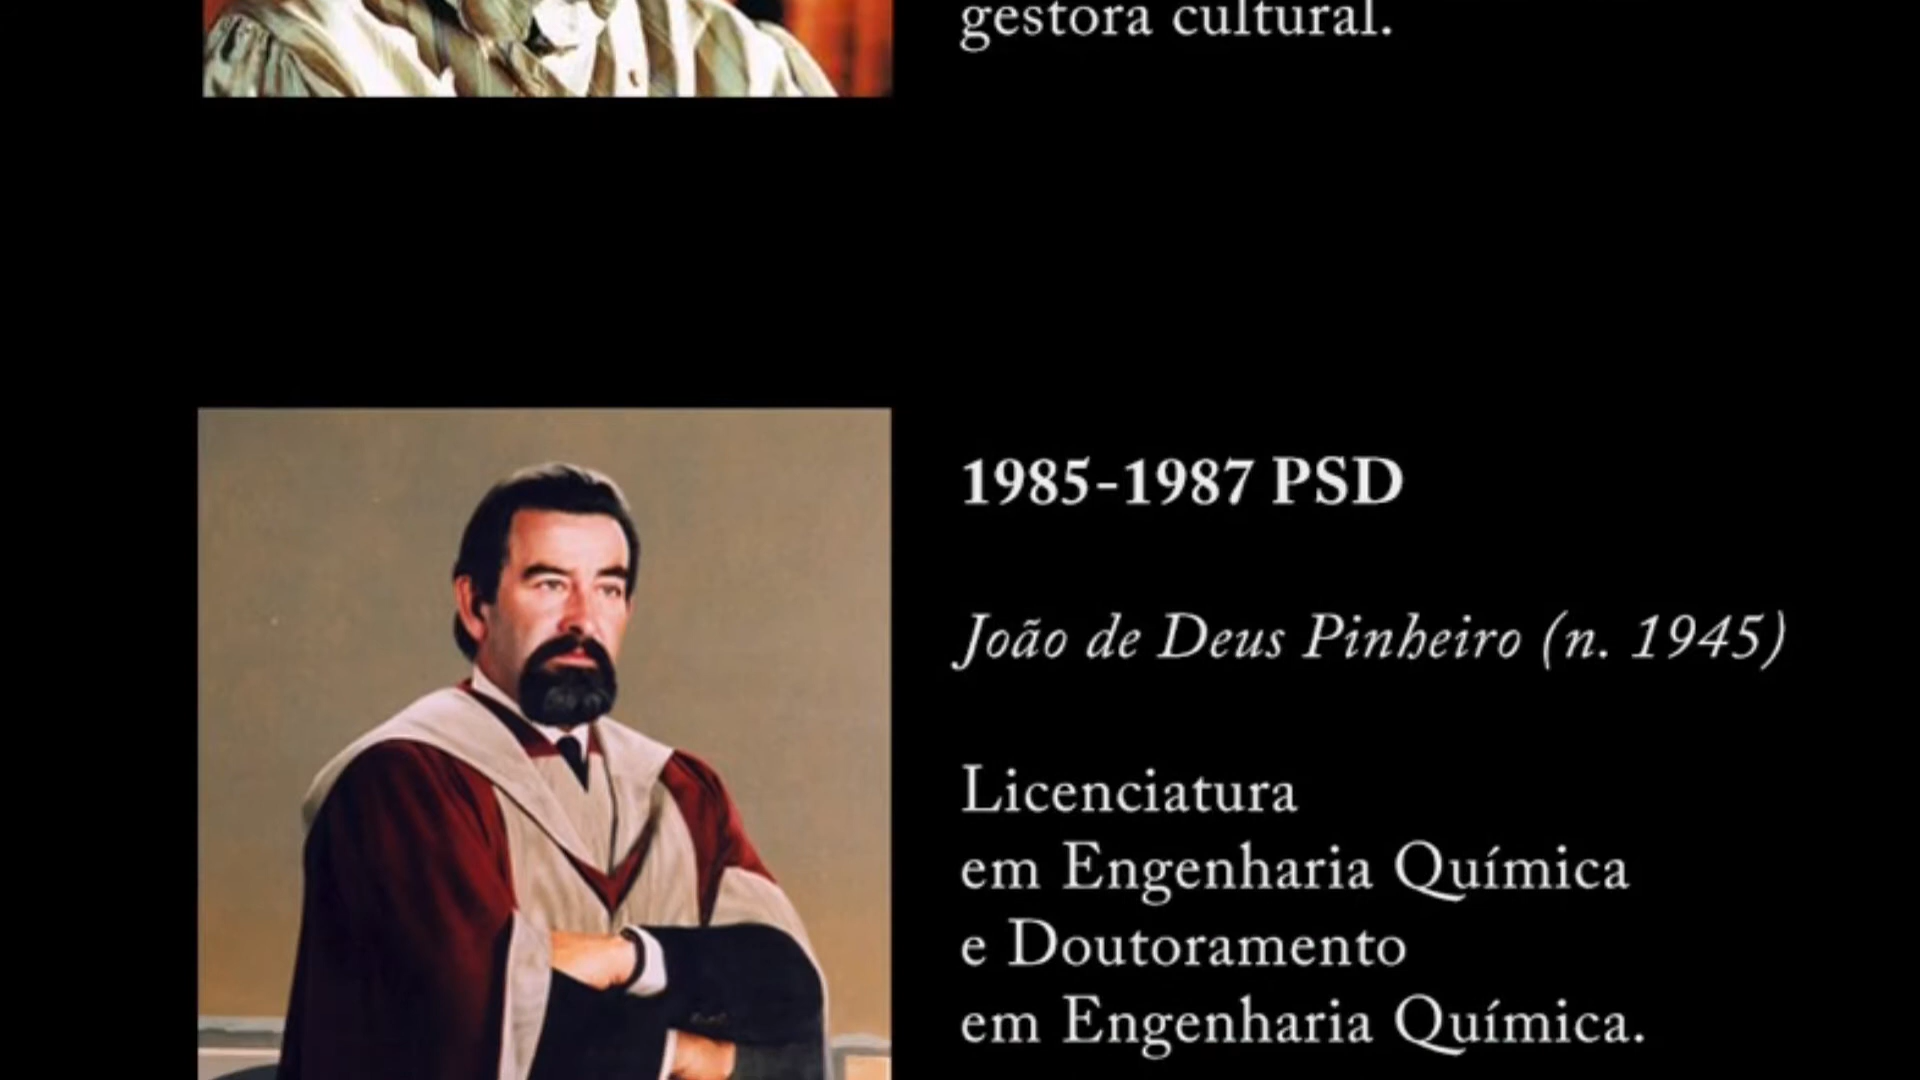 gestora cultural.
1985-1987 PSD
João de Deus Pinheiro (n. 1945)
Licenciatura
em Engenharia Química
e Doutoramento
em Engenharia Química.